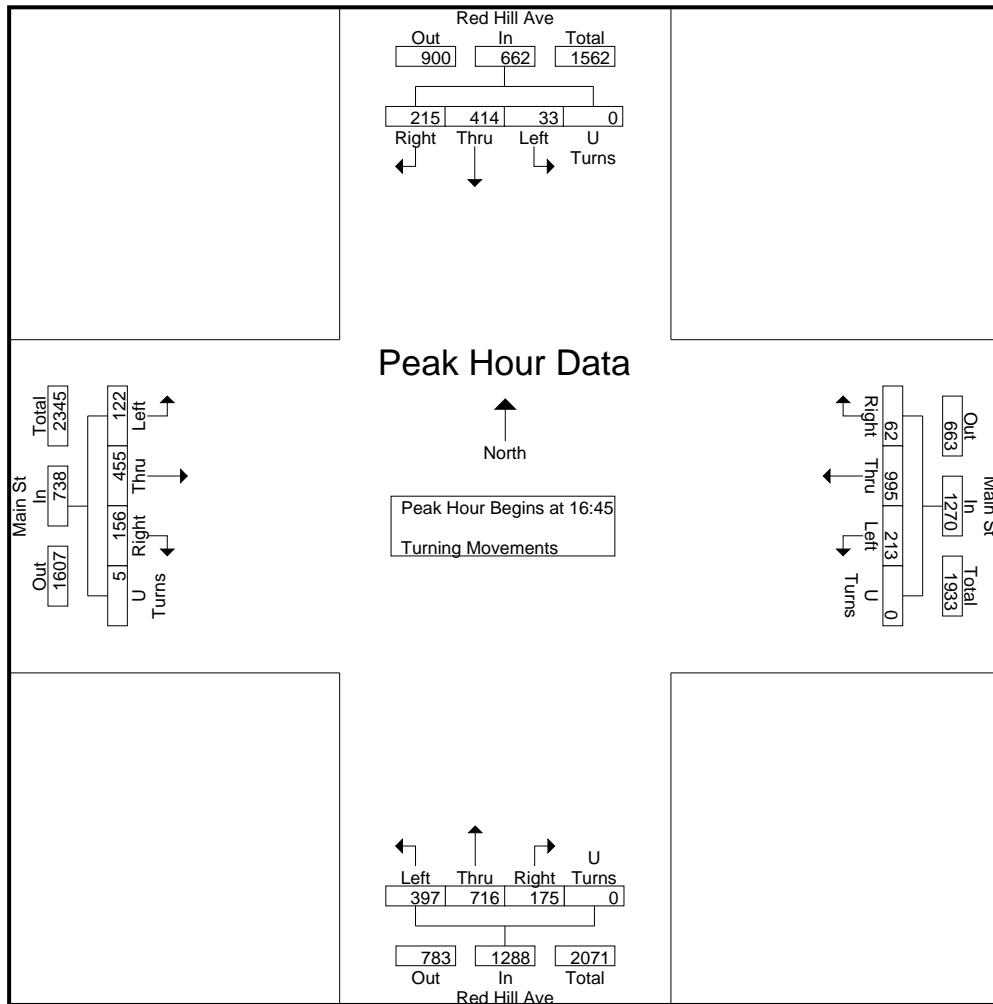 Red Hill Ave
Out In Total
900 662 1562
215 414 33 0
Right Thru Left U
Turns
Peak Hour Data
North
Peak Hour Begins at 16:45
Turning Movements
Main St
Total In Out
2345 738 1607
122 455 156 5
Left Thru Right U
Turns
Main St
Out In Total
663 1270 1933
62 995 213 0
Right Thru Left U
Turns
U
Left Thru Right Turns
397 716 175 0
783 1288 2071
Out In Total
Red Hill Ave